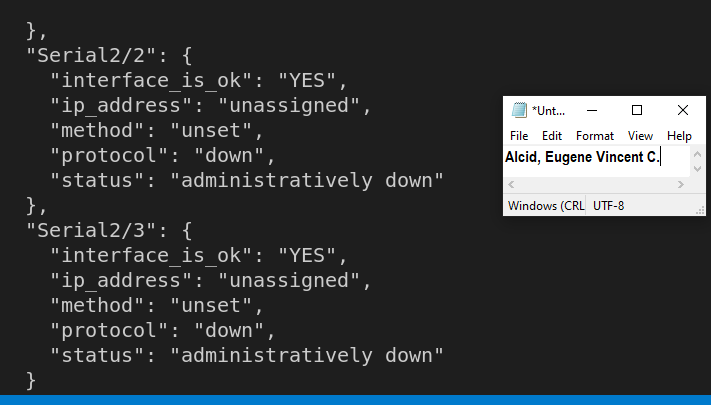 },
"Serial2/2": {
"interface_is_ok": "YES",
"ip_address": "unassigned",
"method": "unset",
"protocol": "down",
"status": "administratively down"
},
"Serial2/3": {
"interface_is_ok": "YES",
"ip_address": "unassigned",
"method": "unset",
"protocol": "down",
"status": "administratively down"
}
*Unt...
File Edit Format View Help
Alcid, Eugene Vincent C.
Windows (CRL UTF-8